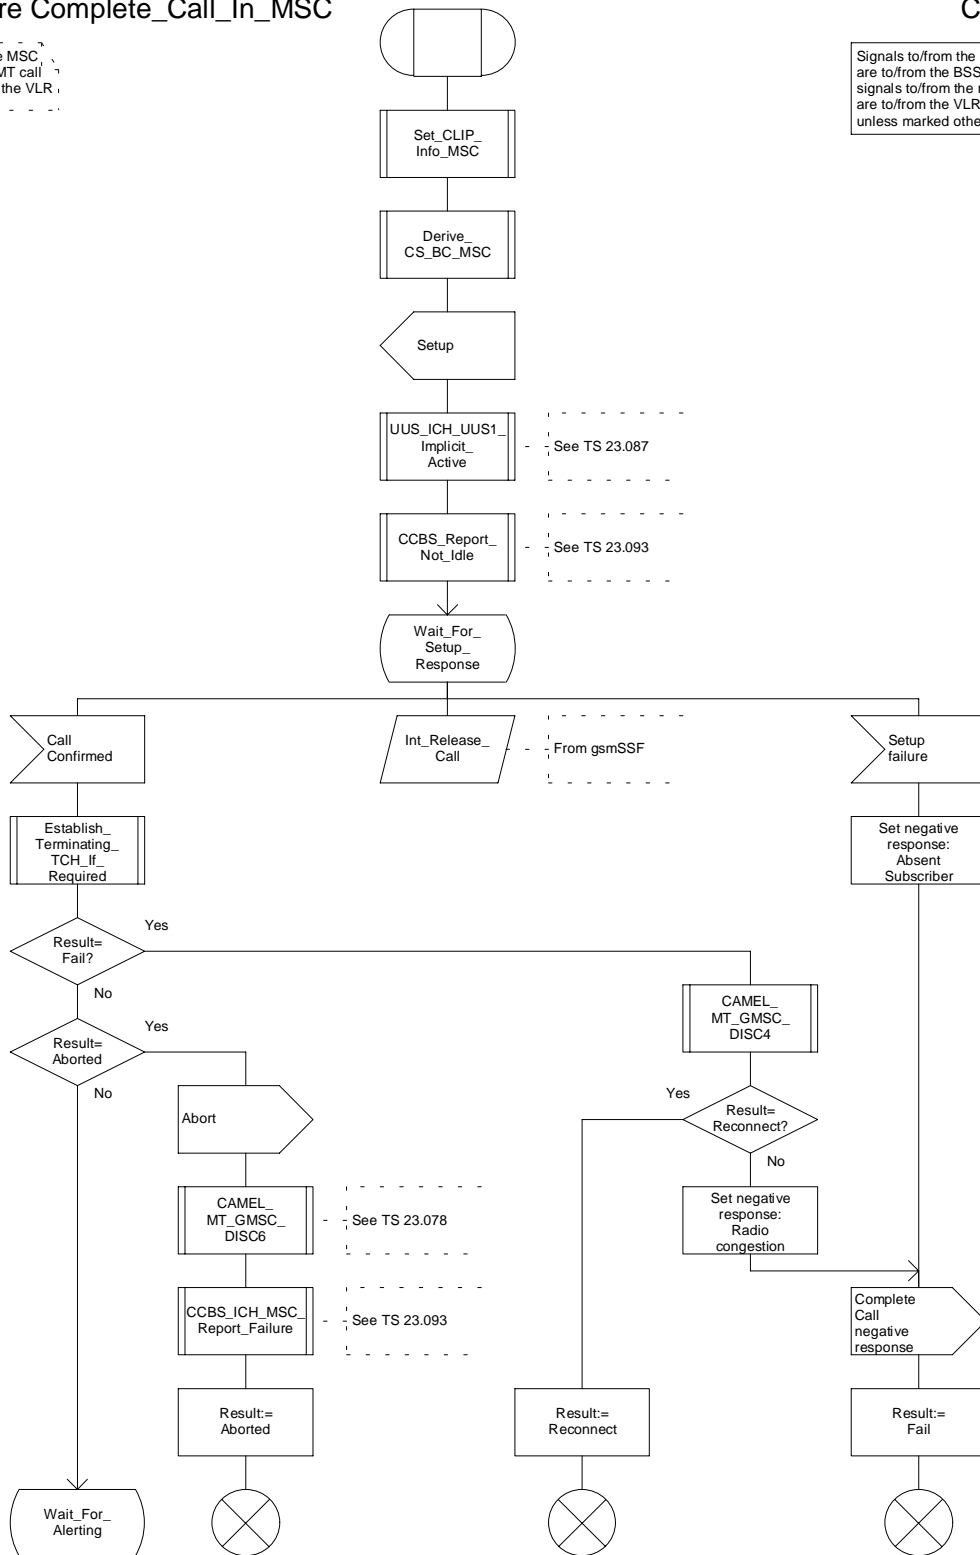 re Complete_Call_In_MSC
C
e MSC
MT call
the VLR
Signals to/from the
are to/from the BSS
signals to/from the
are to/from the VLR
unless marked othe
Set_CLIP_
Info_MSC
Derive_
CS_BC_MSC
Setup
UUS_ICH_UUS1_
Implicit_
Active
See TS 23.087
CCBS_Report_
Not_Idle
See TS 23.093
Wait_For_
Setup_
Response
Call
Confirmed
Int_Release_
Call
From gsmSSF
Setup
failure
Establish_
Terminating_
TCH_If_
Required
Set negative
response:
Absent
Subscriber
Result=
Fail?
Yes
No
CAMEL_
MT_GMSC_
DISC4
Result=
Aborted
Yes
No
Abort
Result=
Reconnect?
Yes
No
CAMEL_
MT_GMSC_
DISC6
See TS 23.078
Set negative
response:
Radio
congestion
CCBS_ICH_MSC_
Report_Failure
See TS 23.093
Complete
Call
negative
response
Result:=
Aborted
Result:=
Reconnect
Result:=
Fail
Wait_For_
Alerting